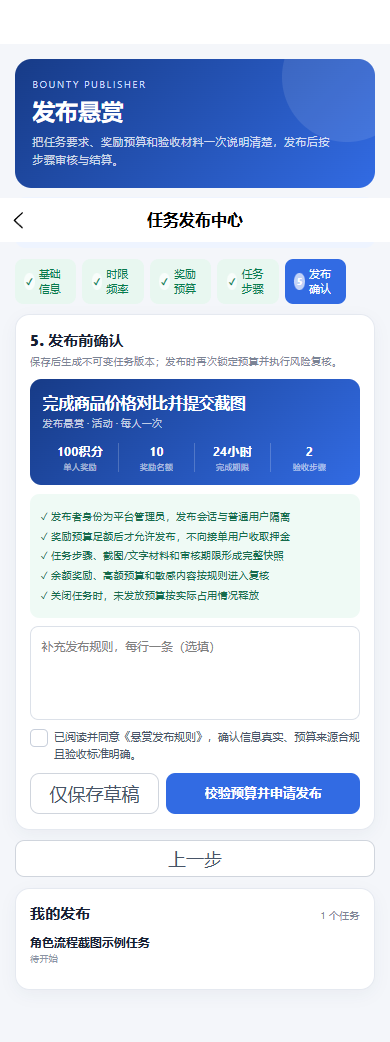 BOUNTY PUBLISHER
发布悬赏
把任务要求、奖励预算和验收材料一次说明清楚，发布后按
步骤审核与结算。
任务发布中心
✓ 基础信息
✓ 时限频率
✓ 奖励预算
✓ 任务步骤
5 发布确认
5. 发布前确认
保存后生成不可变任务版本；发布时再次锁定预算并执行风险复核。
完成商品价格对比并提交截图
发布悬赏 · 活动 · 每人一次
100积分 10 24小时 2
单人奖励 奖励名额 完成期限 验收步骤
✓ 发布者身份为平台管理员，发布会话与普通用户隔离
✓ 奖励预算足额后才允许发布，不向接单用户收取押金
✓ 任务步骤、截图/文字材料和审核期限形成完整快照
✓ 余额奖励、高额预算和敏感内容按规则进入复核
✓ 关闭任务时，未发放预算按实际占用情况释放
补充发布规则，每行一条（选填）
已阅读并同意《悬赏发布规则》，确认信息真实、预算来源合规
且验收标准明确。
仅保存草稿 校验预算并申请发布
上一步
我的发布 1 个任务
角色流程截图示例任务
待开始